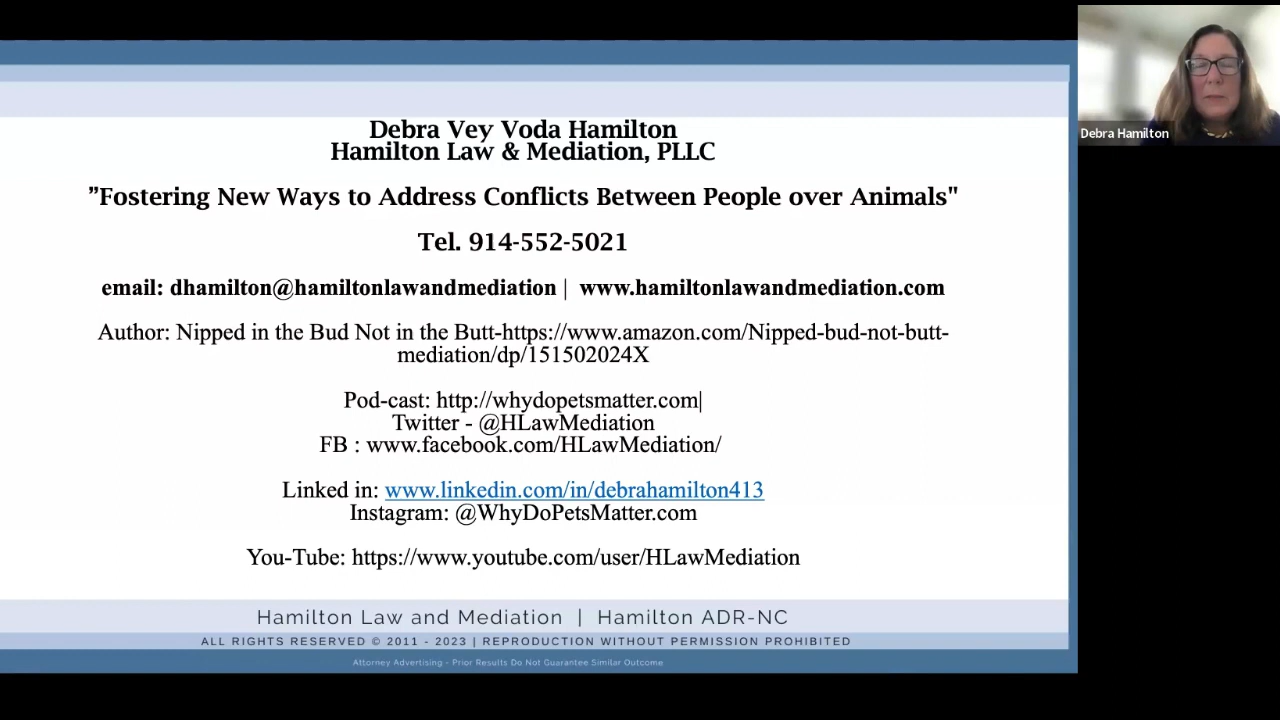 Debra Vey Voda Hamilton
Hamilton Law & Mediation, PLLC
”Fostering New Ways to Address Conflicts Between People over Animals"
Tel. 914-552-5021
email: dhamilton@hamiltonlawandmediation | www.hamiltonlawandmediation.com
Author: Nipped in the Bud Not in the Butt-https://www.amazon.com/Nipped-bud-not-butt-
mediation/dp/151502024X
Pod-cast: http://whydopetsmatter.com|
Twitter - @HLawMediation
FB : www.facebook.com/HLawMediation/
Linked in: www.linkedin.com/in/debrahamilton413
Instagram: @WhyDoPetsMatter.com
You-Tube: https://www.youtube.com/user/HLawMediation
Hamilton Law and Mediation | Hamilton ADR-NC
ALL RIGHTS RESERVED © 2011 - 2023 | REPRODUCTION WITHOUT PERMISSION PROHIBITED
Attorney Advertising - Prior Results Do Not Guarantee Similar Outcome
Debra Hamilton